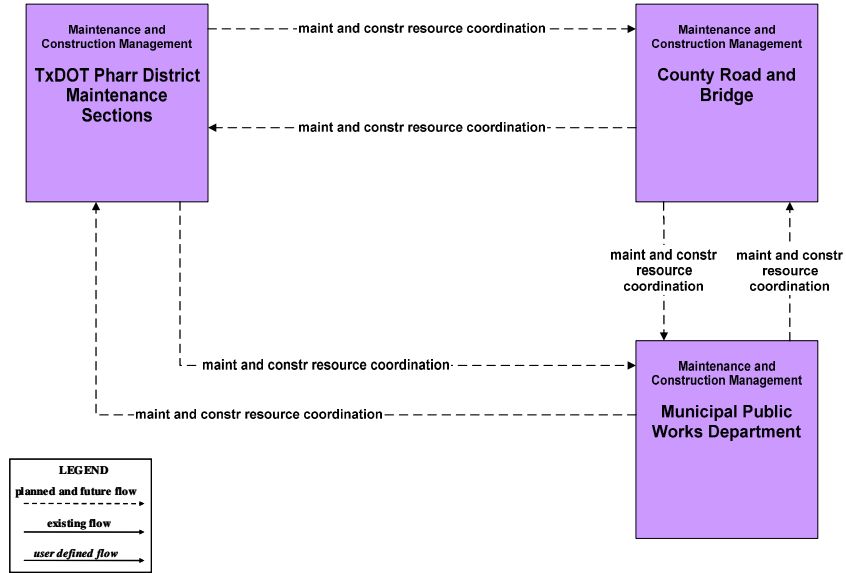 Maintenance and
Construction Management
TxDOT Pharr District
Maintenance
Sections
maint and constr resource coordination
Maintenance and
Construction Management
County Road and
Bridge
maint and constr resource coordination
maint and constr
resource
coordination
maint and constr
resource
coordination
maint and constr resource coordination
Maintenance and
Construction Management
Municipal Public
Works Department
maint and constr resource coordination
LEGEND
planned and future flow
existing flow
user defined flow